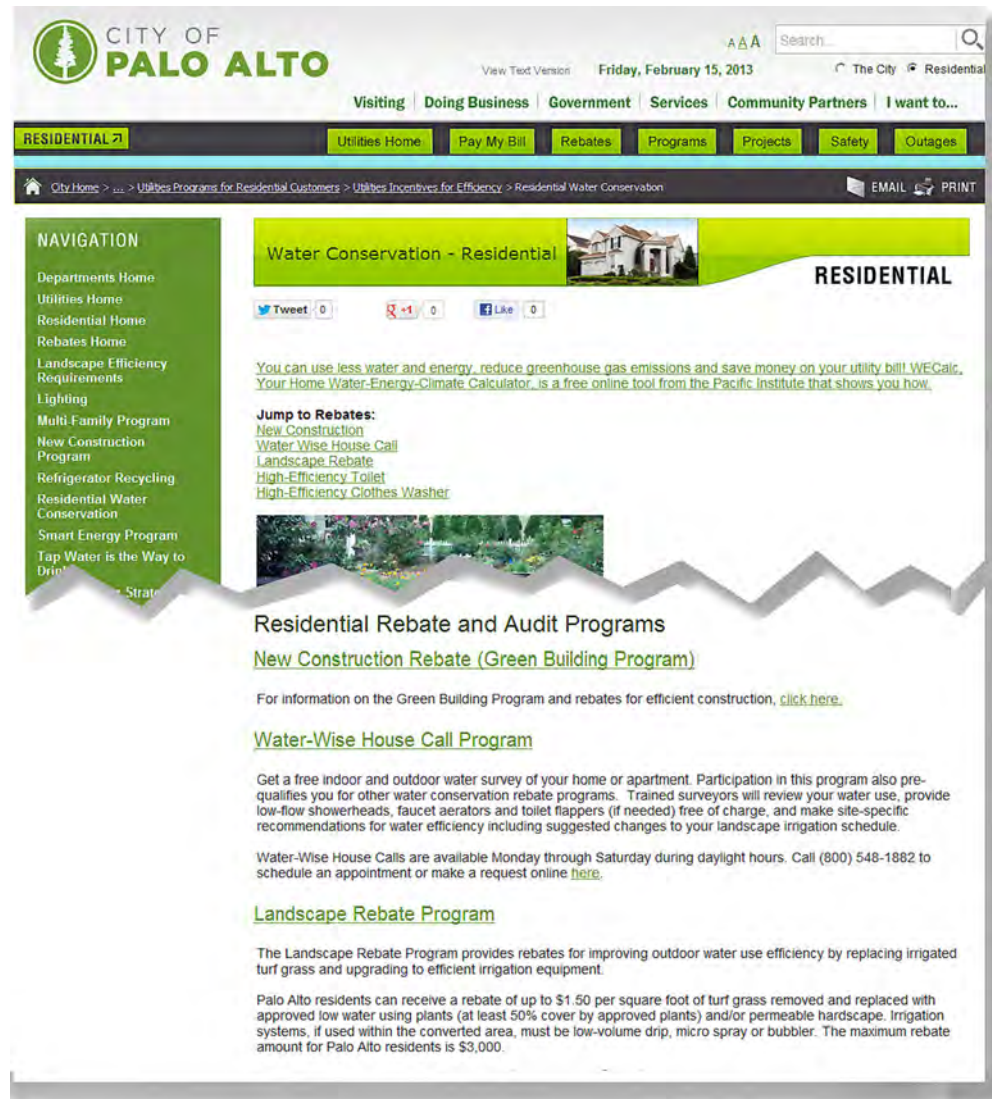 CITY OF
PALO ALTO
A A A
Search...
View Text Version
Friday, February 15, 2013
The City
Residential
Visiting
Doing Business
Government
Services
Community Partners
I want to...
RESIDENTIAL
Utilities Home
Pay My Bill
Rebates
Programs
Projects
Safety
Outages
City Home > ... > Utilities Programs for Residential Customers > Utilities Incentives for Efficiency > Residential Water Conservation
EMAIL
PRINT
NAVIGATION
Departments Home
Utilities Home
Residential Home
Rebates Home
Landscape Efficiency
Requirements
Lighting
Multi-Family Program
New Construction
Program
Refrigerator Recycling
Residential Water
Conservation
Smart Energy Program
Tap Water is the Way to
Water Conservation - Residential
RESIDENTIAL
Tweet 0
g +1 0
Like 0
You can use less water and energy, reduce greenhouse gas emissions and save money on your utility bill! WECalc,
Your Home Water-Energy-Climate Calculator, is a free online tool from the Pacific Institute that shows you how.
Jump to Rebates:
New Construction
Water Wise House Call
Landscape Rebate
High-Efficiency Toilet
High-Efficiency Clothes Washer
Residential Rebate and Audit Programs
New Construction Rebate (Green Building Program)
For information on the Green Building Program and rebates for efficient construction, click here.
Water-Wise House Call Program
Get a free indoor and outdoor water survey of your home or apartment. Participation in this program also pre-
qualifies you for other water conservation rebate programs. Trained surveyors will review your water use, provide
low-flow showerheads, faucet aerators and toilet flappers (if needed) free of charge, and make site-specific
recommendations for water efficiency including suggested changes to your landscape irrigation schedule.
Water-Wise House Calls are available Monday through Saturday during daylight hours. Call (800) 548-1882 to
schedule an appointment or make a request online here.
Landscape Rebate Program
The Landscape Rebate Program provides rebates for improving outdoor water use efficiency by replacing irrigated
turf grass and upgrading to efficient irrigation equipment.
Palo Alto residents can receive a rebate of up to $1.50 per square foot of turf grass removed and replaced with
approved low water using plants (at least 50% cover by approved plants) and/or permeable hardscape. Irrigation
systems, if used within the converted area, must be low-volume drip, micro spray or bubbler. The maximum rebate
amount for Palo Alto residents is $3,000.